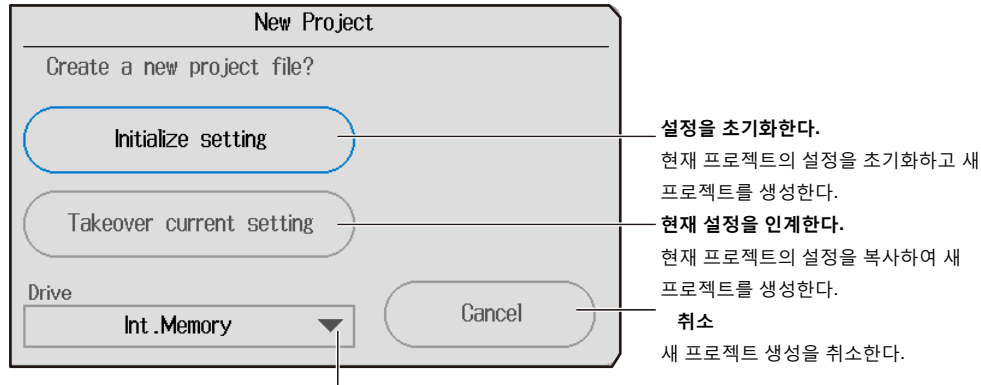 New Project
Create a new project file?
Initialize setting
Takeover current setting
Drive
Int.Memory
Cancel
설정을 초기화한다.
현재 프로젝트의 설정을 초기화하고 새
프로젝트를 생성한다.
현재 설정을 인계한다.
현재 프로젝트의 설정을 복사하여 새
프로젝트를 생성한다.
취소
새 프로젝트 생성을 취소한다.